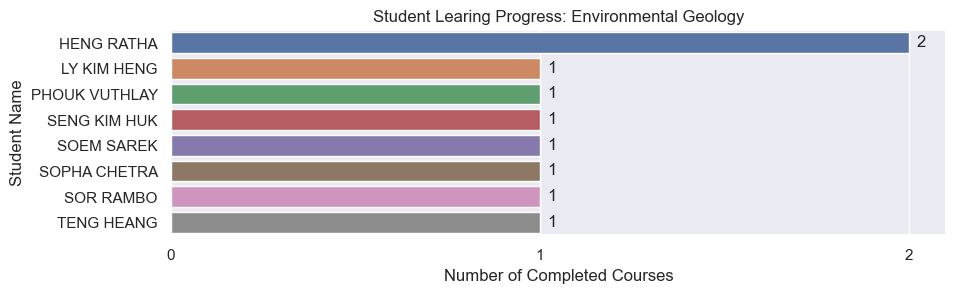 Student Learing Progress: Environmental Geology
Student Name
HENG RATHA
2
LY KIM HENG
1
PHOUK VUTHLAY
1
SENG KIM HUK
1
SOEM SAREK
1
SOPHA CHETRA
1
SOR RAMBO
1
TENG HEANG
1
0
1
2
Number of Completed Courses